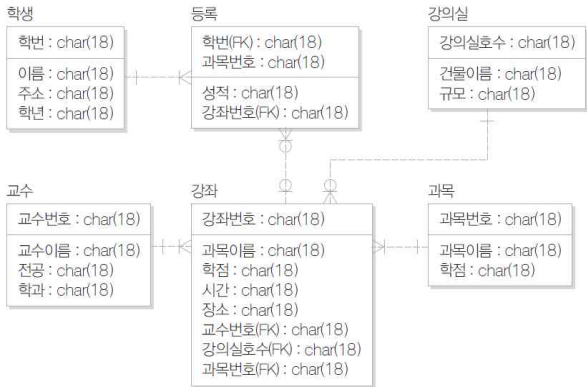 학생
학번 : char(18)
이름 : char(18)
주소 : char(18)
학년 : char(18)
등록
학번(FK) : char(18)
과목번호 : char(18)
성적 : char(18)
강좌번호(FK) : char(18)
강의실
강의실호수 : char(18)
건물이름 : char(18)
규모 : char(18)
교수
교수번호 : char(18)
교수이름 : char(18)
전공 : char(18)
학과 : char(18)
강좌
강좌번호 : char(18)
과목이름 : char(18)
학점 : char(18)
시간 : char(18)
장소 : char(18)
교수번호(FK) : char(18)
강의실호수(FK) : char(18)
과목번호(FK) : char(18)
과목
과목번호 : char(18)
과목이름 : char(18)
학점 : char(18)